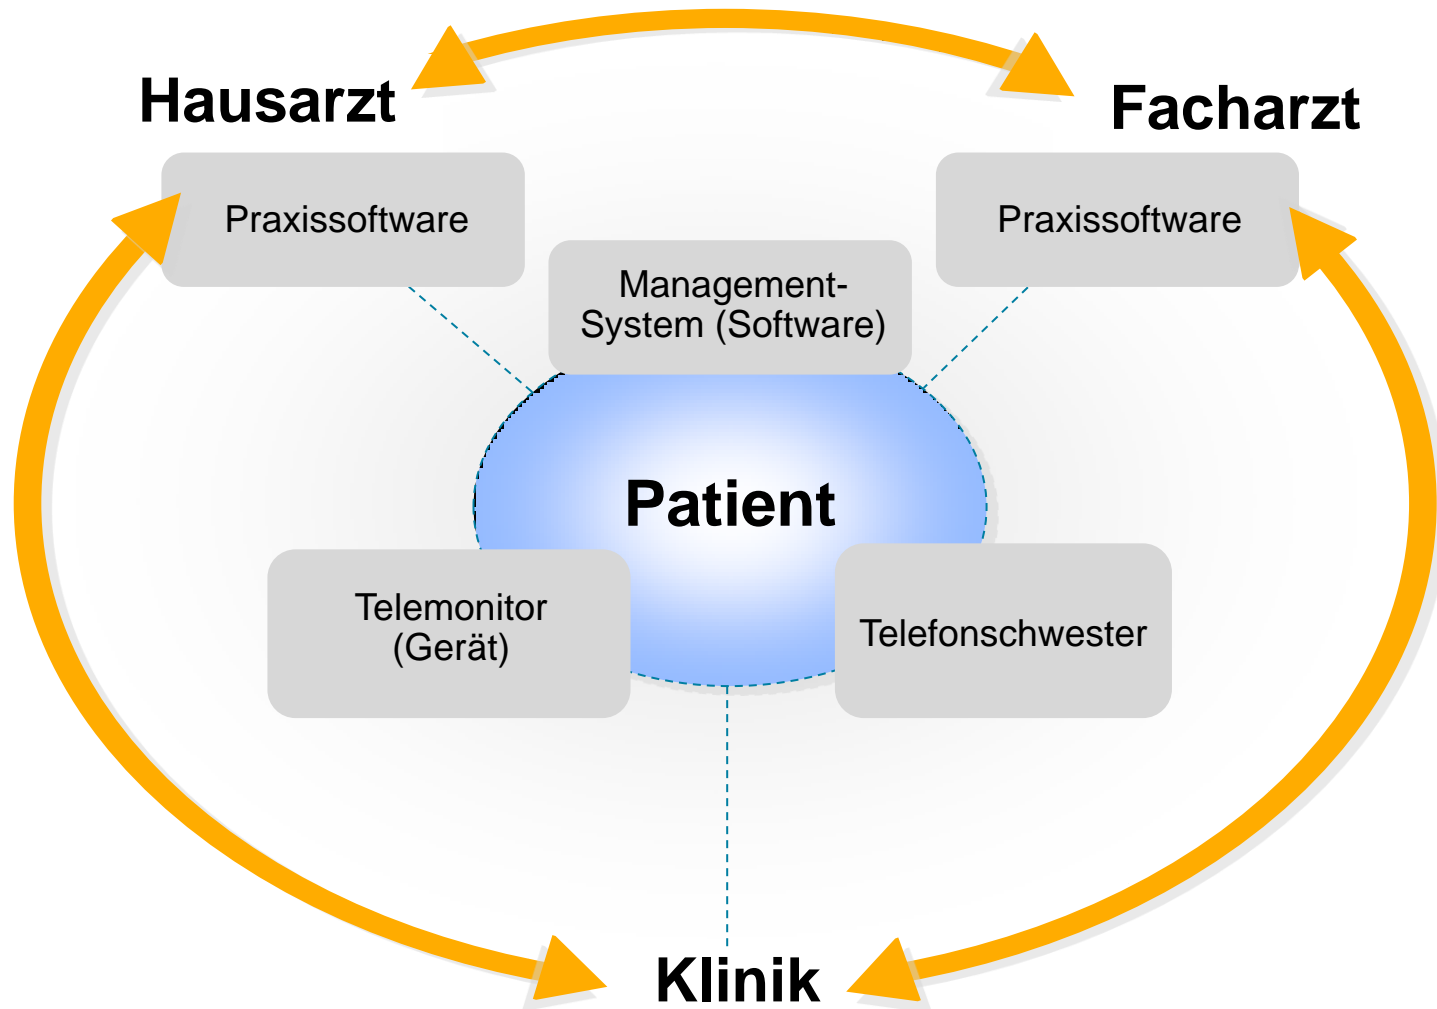 Hausarzt
Facharzt
Praxissoftware
Praxissoftware
Management-
System (Software)
Patient
Telemonitor
(Gerät)
Telefonschwester
Klinik